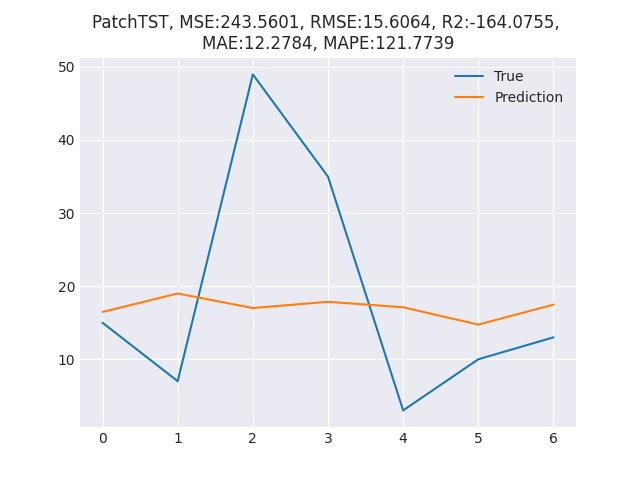 PatchTST, MSE:243.5601, RMSE:15.6064, R2:-164.0755,
MAE:12.2784, MAPE:121.7739
True
Prediction
50
40
30
20
10
0 1 2 3 4 5 6